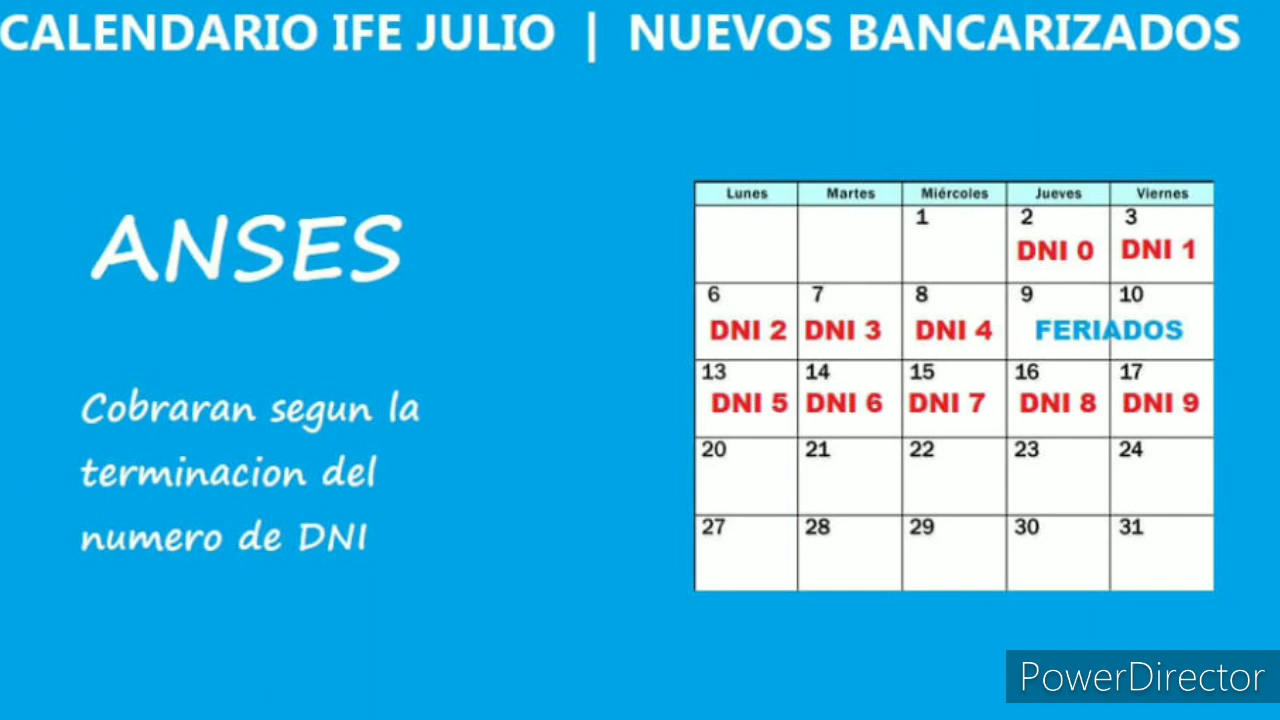 CALENDARIO IFE JULIO | NUEVOS BANCARIZADOS
ANSES
Cobraran segun la
terminacion del
numero de DNI
Lunes Martes Miércoles Jueves Viernes
1 2 3
DNI 0 DNI 1
6 7 8 9 10
DNI 2 DNI 3 DNI 4 FERIADOS
13 14 15 16 17
DNI 5 DNI 6 DNI 7 DNI 8 DNI 9
20 21 22 23 24
27 28 29 30 31
PowerDirector